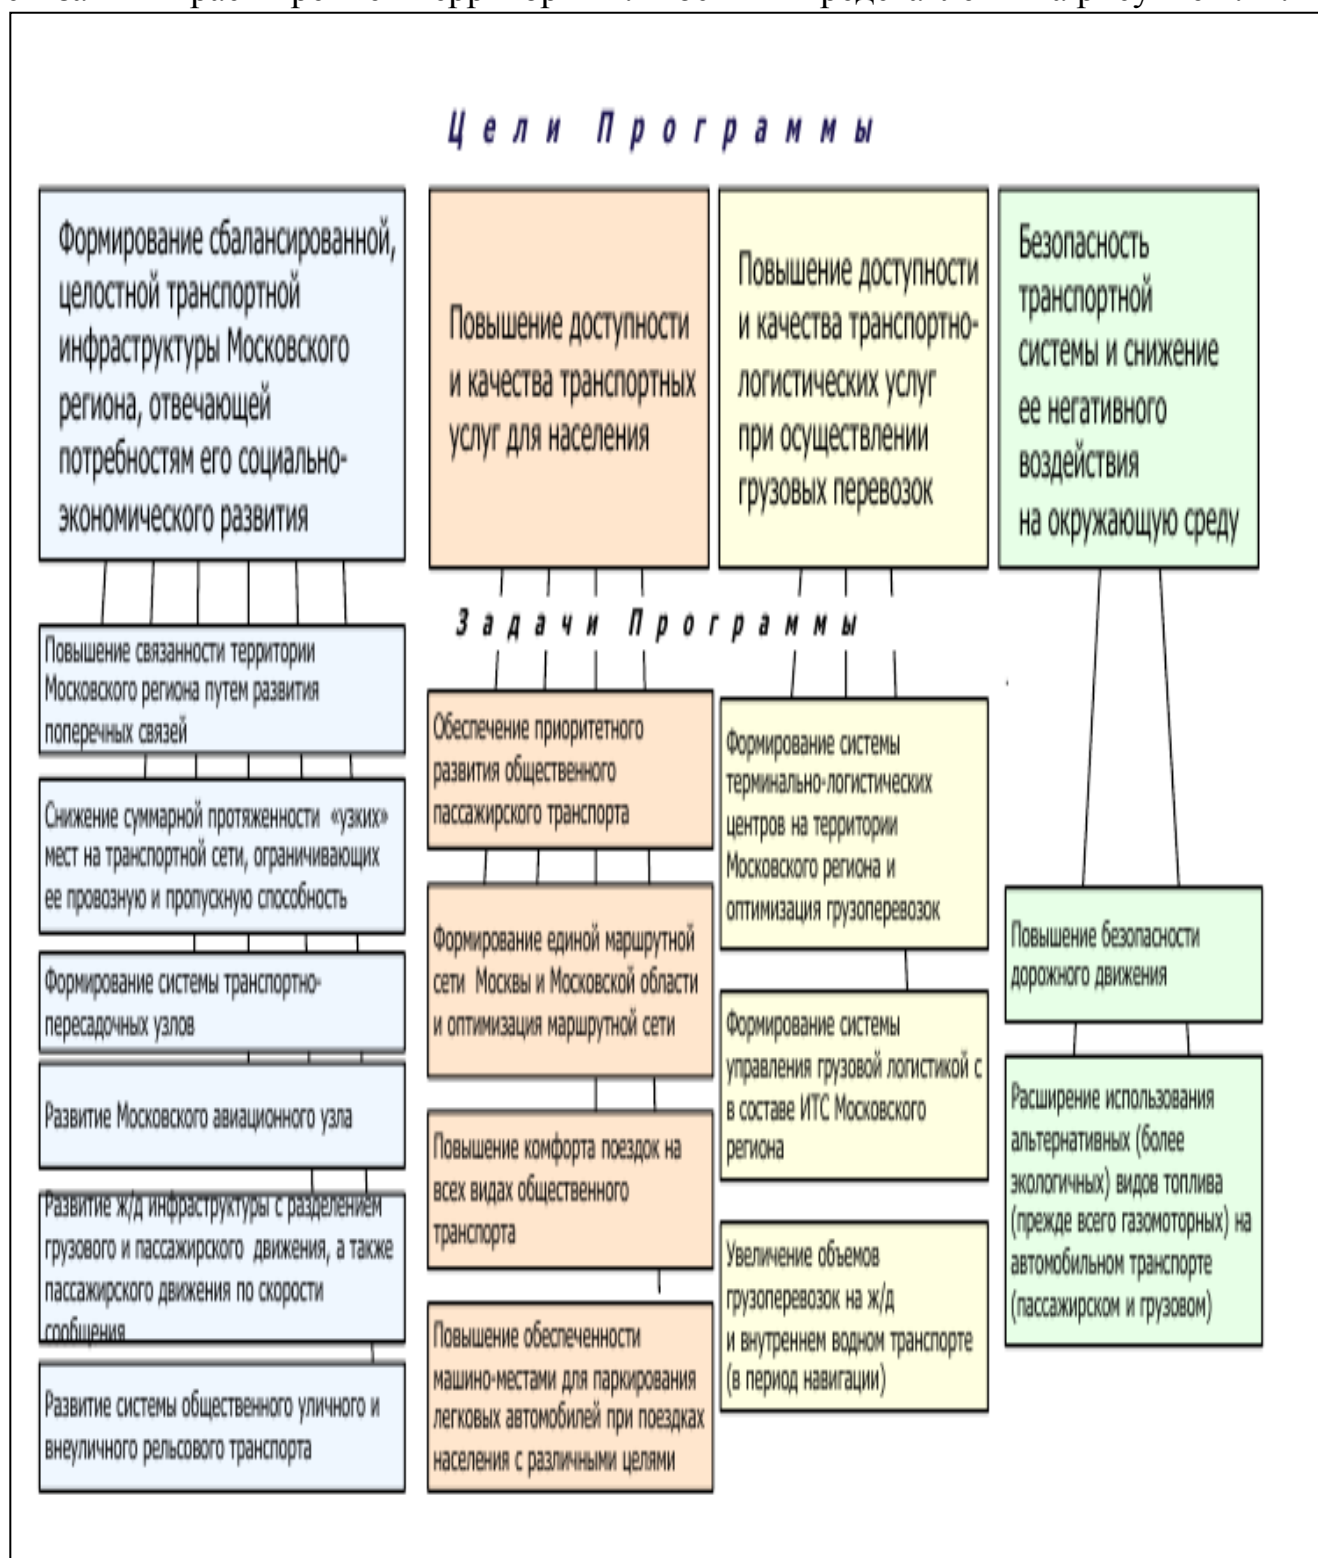 Цели Программы
Формирование сбалансированной,
целостной транспортной
инфраструктуры Московского
региона, отвечающей
потребностям его социально-
экономического развития
Повышение доступности
и качества транспортных
услуг для населения
Повышение доступности
и качества транспортно-
логистических услуг
при осуществлении
грузовых перевозок
Безопасность
транспортной
системы и снижение
ее негативного
воздействия
на окружающую среду
Задачи Программы
Повышение связанности территории
Московского региона путем развития
поперечных связей
Снижение суммарной протяженности «узких»
мест на транспортной сети, ограничивающих
ее провозную и пропускную способность
Формирование системы транспортно-
пересадочных узлов
Развитие Московского авиационного узла
Развитие ж/д инфраструктуры с разделением
грузового и пассажирского движения, а также
пассажирского движения по скорости
сообщения
Развитие системы общественного уличного и
внеуличного рельсового транспорта
Обеспечение приоритетного
развития общественного
пассажирского транспорта
Формирование единой маршрутной
сети Москвы и Московской области
и оптимизация маршрутной сети
Повышение комфорта поездок на
всех видах общественного
транспорта
Повышение обеспеченности
машино-местами для паркирования
легковых автомобилей при поездках
населения с различными целями
Формирование системы
терминально-логистических
центров на территории
Московского региона и
оптимизация грузоперевозок
Формирование системы
управления грузовой логистикой с
в составе ИТС Московского
региона
Увеличение объемов
грузоперевозок на ж/д
и внутреннем водном транспорте
(в период навигации)
Повышение безопасности
дорожного движения
Расширение использования
альтернативных (более
экологичных) видов топлива
(прежде всего газомоторных) на
автомобильном транспорте
(пассажирском и грузовом)